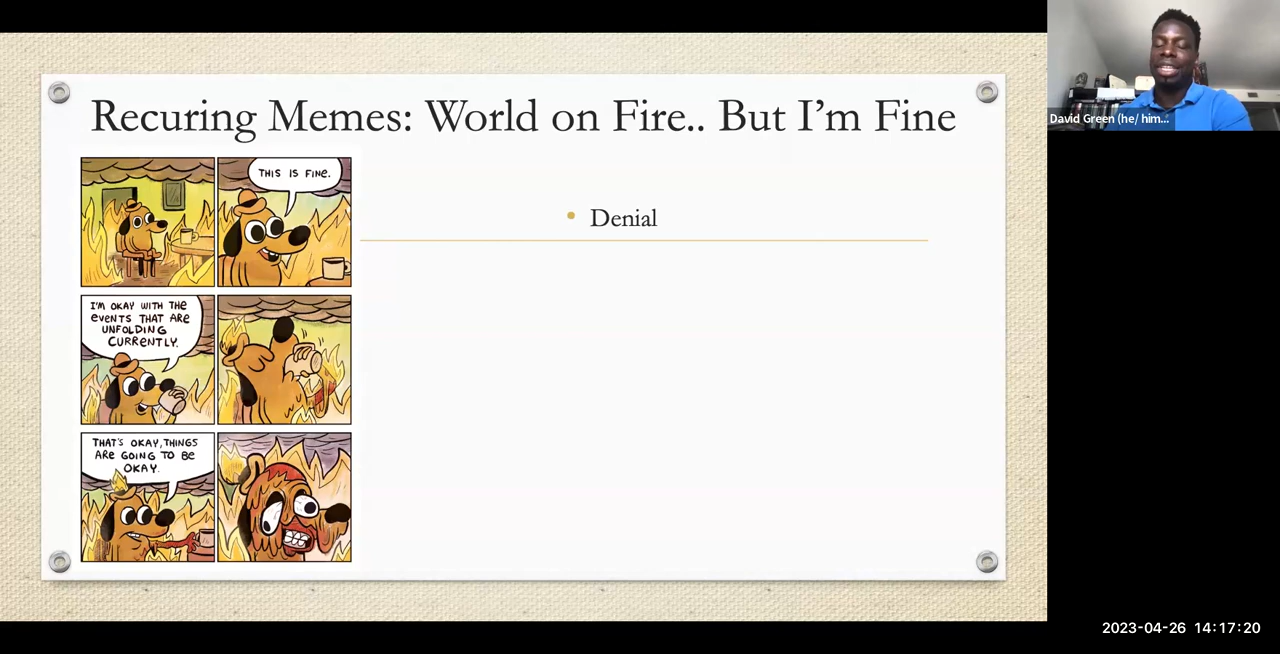 Recuring Memes: World on Fire.. But I’m Fine
THIS IS FINE.
I'M OKAY WITH THE
EVENTS THAT ARE
UNFOLDING
CURRENTLY.
THAT'S OKAY, THINGS
ARE GOING TO BE
OKAY.
• Denial
David Green (he/ him...
2023-04-26 14:17:20